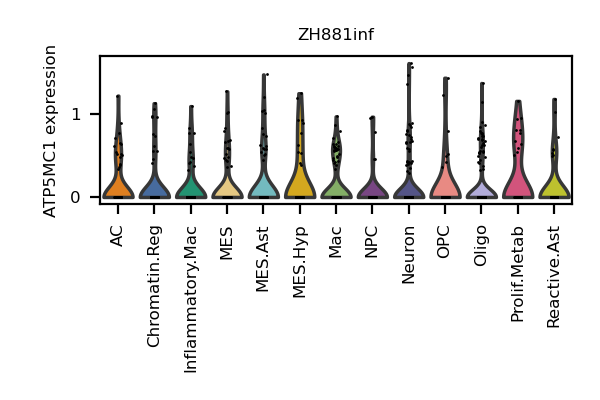 ZH881inf
ATP5MC1 expression
1
0
AC
Chromatin.Reg
Inflammatory.Mac
MES
MES.Ast
MES.Hyp
Mac
NPC
Neuron
OPC
Oligo
Prolif.Metab
Reactive.Ast